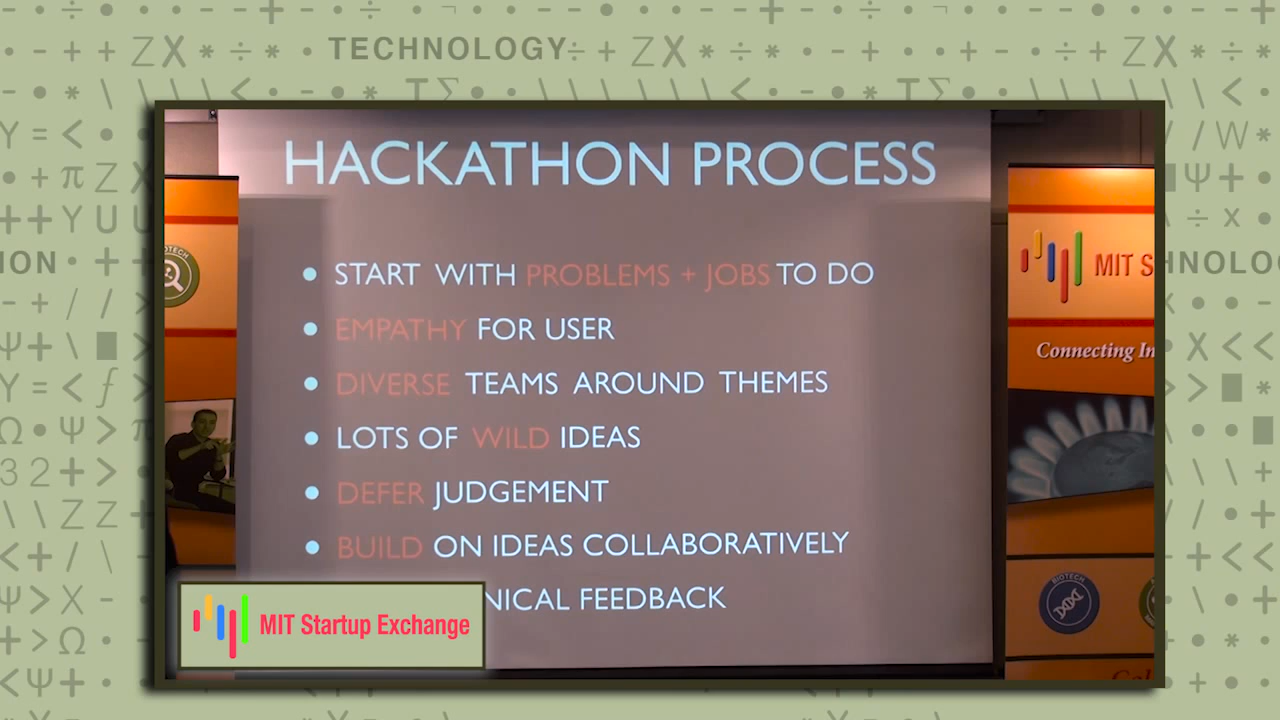 TECHNOLOGY
HACKATHON PROCESS
START WITH PROBLEMS + JOBS TO DO
EMPATHY FOR USER
DIVERSE TEAMS AROUND THEMES
LOTS OF WILD IDEAS
DEFER JUDGEMENT
BUILD ON IDEAS COLLABORATIVELY
NICAL FEEDBACK
MIT Startup Exchange
MIT S
Connecting In
BIOTECH